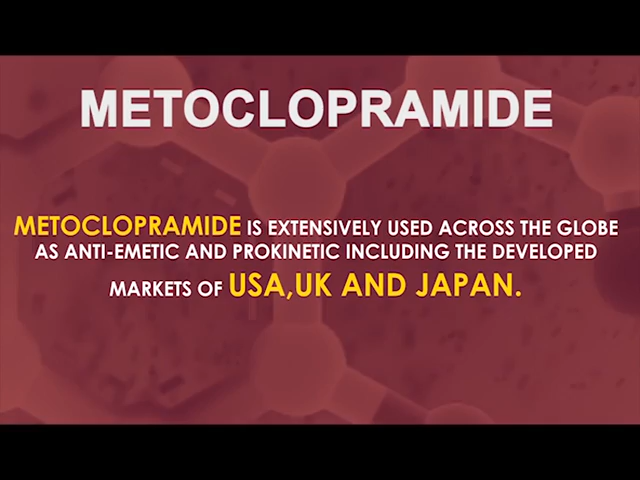 METOCLOPRAMIDE
METOCLOPRAMIDE IS EXTENSIVELY USED ACROSS THE GLOBE
AS ANTI-EMETIC AND PROKINETIC INCLUDING THE DEVELOPED
MARKETS OF USA,UK AND JAPAN.